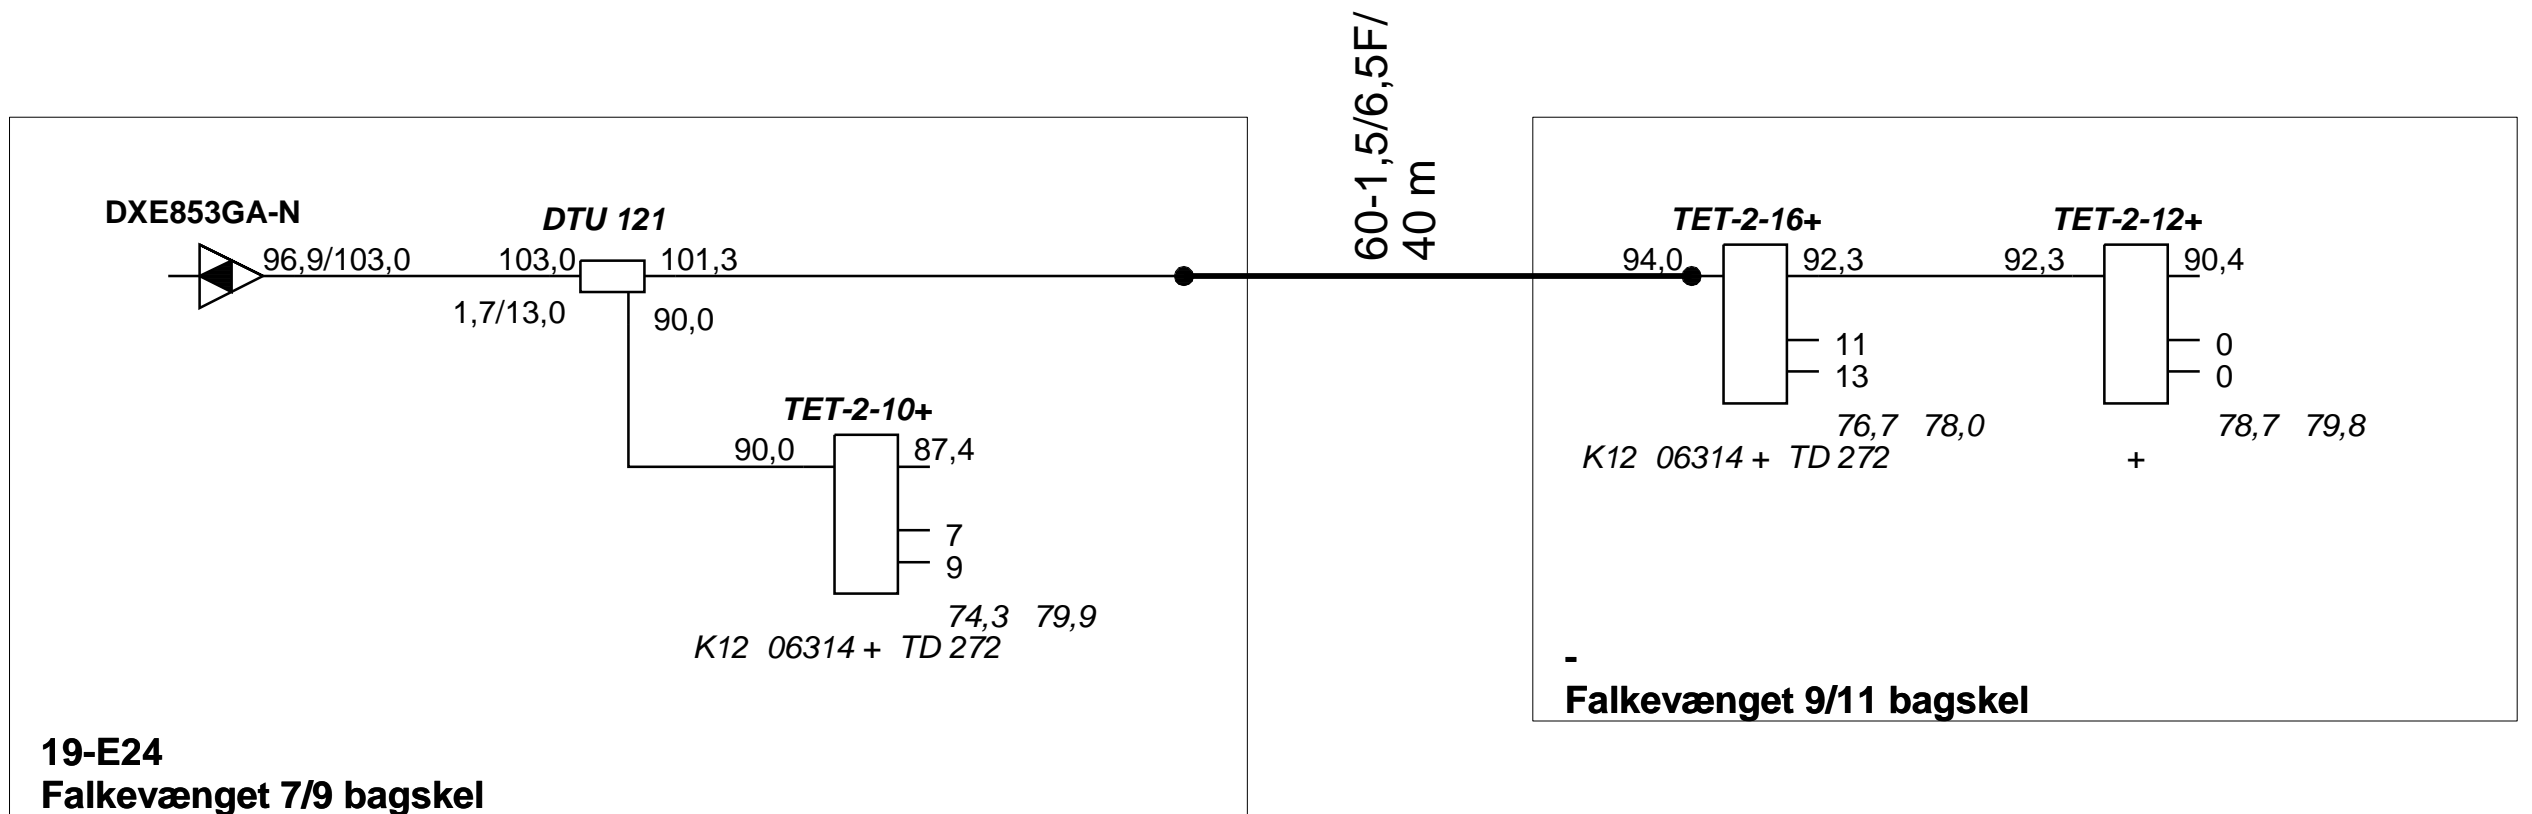 60-1,5/6,5F/
40 m
DXE853GA-N
96,9/103,0
DTU 121
103,0
101,3
1,7/13,0
90,0
TET-2-10+
90,0
87,4
7
9
74,3 79,9
K12 06314 + TD 272
19-E24
Falkevænget 7/9 bagskel
TET-2-16+
94,0
92,3
11
13
76,7 78,0
K12 06314 + TD 272
TET-2-12+
92,3
90,4
0
0
78,7 79,8
+
-
Falkevænget 9/11 bagskel